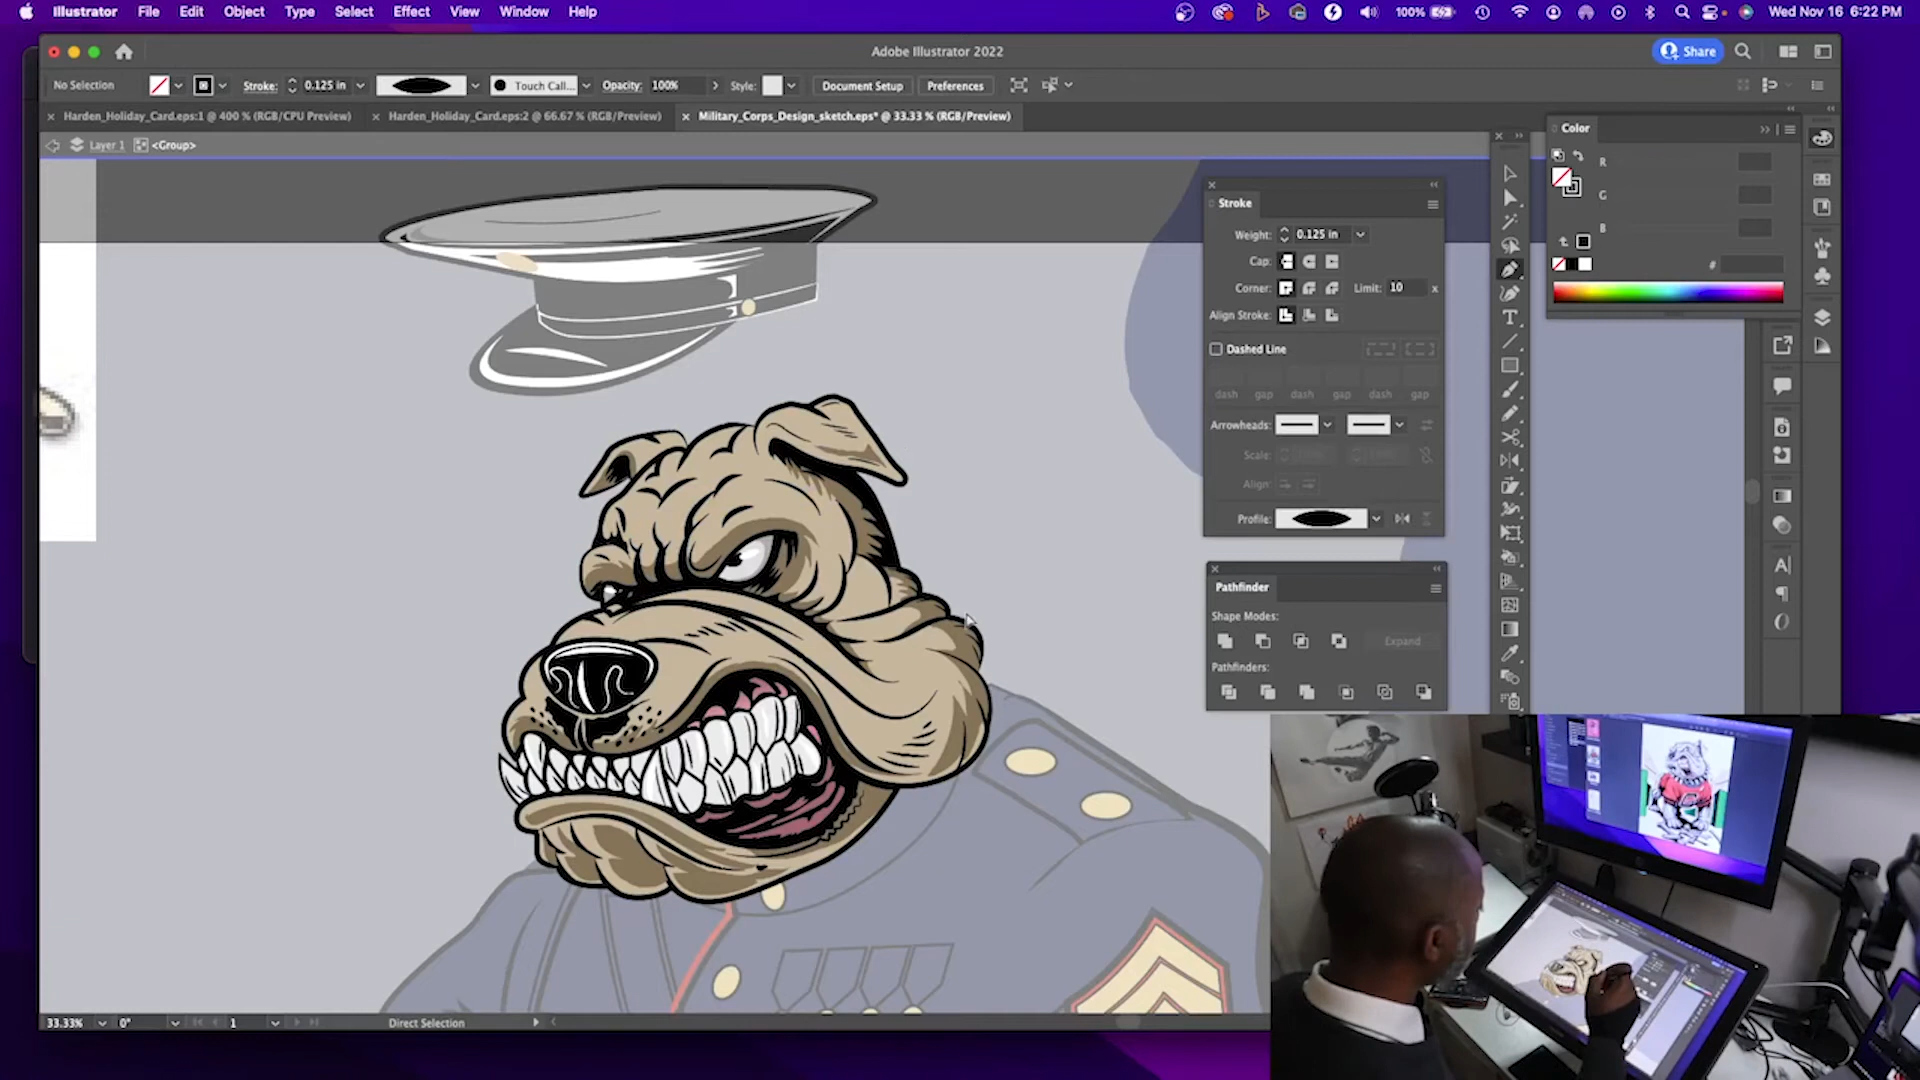 Illustrator File Edit Object Type Select Effect View Window Help 100% Wed Nov 16 6:22 PM
Adobe Illustrator 2022 Share
No Selection Stroke: 0.125 in Touch Call... Opacity: 100% Style: Document Setup Preferences
Harden_Holiday_Card.eps:1 @ 400 % (RGB/CPU Preview) Harden_Holiday_Card.eps:2 @ 66.67 % (RGB/Preview) Military_Corps_Design_sketch.eps* @ 33.33 % (RGB/Preview)
Layer 1 <Group>
Color
R
G
B
#
Stroke
Weight: 0.125 in
Cap:
Corner: Limit: 10 x
Align Stroke:
Dashed Line
dash gap dash gap dash gap
Arrowheads:
Scale: 100% 100%
Align:
Profile:
Pathfinder
Shape Modes:
Expand
Pathfinders:
33.33% 0° 1 Direct Selection